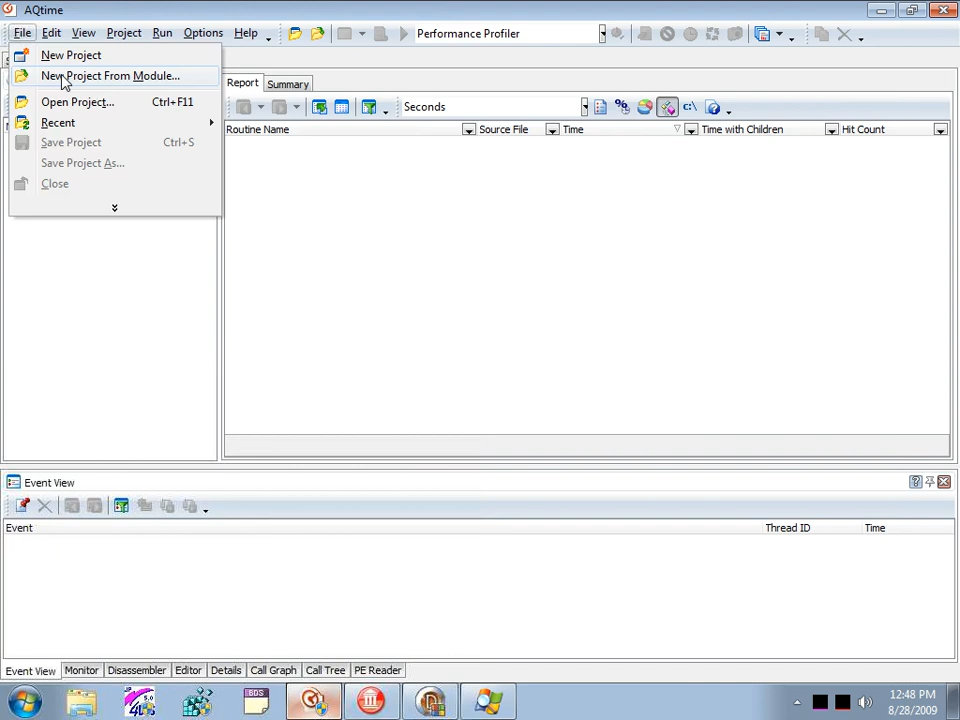 AQtime
File Edit View Project Run Options Help Performance Profiler
New Project
New Project From Module...
Open Project... Ctrl+F11
Recent
Save Project Ctrl+S
Save Project As...
Close
Report Summary
Seconds
Routine Name Source File Time Time with Children Hit Count
Event View
Event Thread ID Time
Event View Monitor Disassembler Editor Details Call Graph Call Tree PE Reader
BDS
12:48 PM
8/28/2009